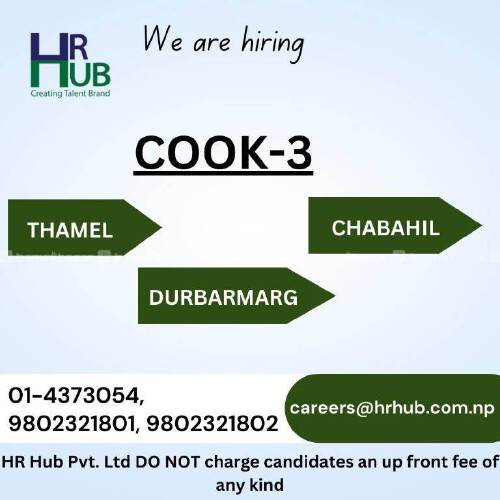 HR HUB
Creating Talent Brand
We are hiring
COOK-3
THAMEL
CHABAHIL
DURBARMARG
01-4373054,
9802321801, 9802321802
careers@hrhub.com.np
HR Hub Pvt. Ltd DO NOT charge candidates an up front fee of
any kind